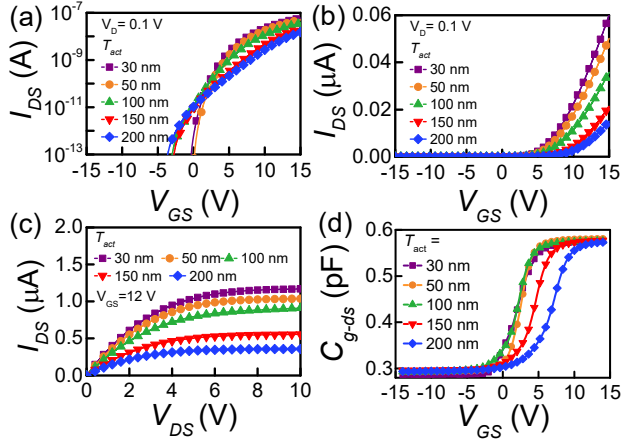 (a)
10⁻⁷
10⁻⁹
10⁻¹¹
10⁻¹³
I_DS (A)
V_D= 0.1 V
T_act
30 nm
50 nm
100 nm
150 nm
200 nm
-15 -10 -5 0 5 10 15
V_GS (V)
(b)
0.06
0.04
0.02
0.00
I_DS (μA)
V_D= 0.1 V
T_act
30 nm
50 nm
100 nm
150 nm
200 nm
-15 -10 -5 0 5 10 15
V_GS (V)
(c)
2.0
1.5
1.0
0.5
0.0
I_DS (μA)
T_act
30 nm 50 nm 100 nm
150 nm 200 nm
V_GS=12 V
0 2 4 6 8 10
V_DS (V)
(d)
0.6
0.5
0.4
0.3
C_g-ds (pF)
T_act =
30 nm
50 nm
100 nm
150 nm
200 nm
-15 -10 -5 0 5 10 15
V_GS (V)